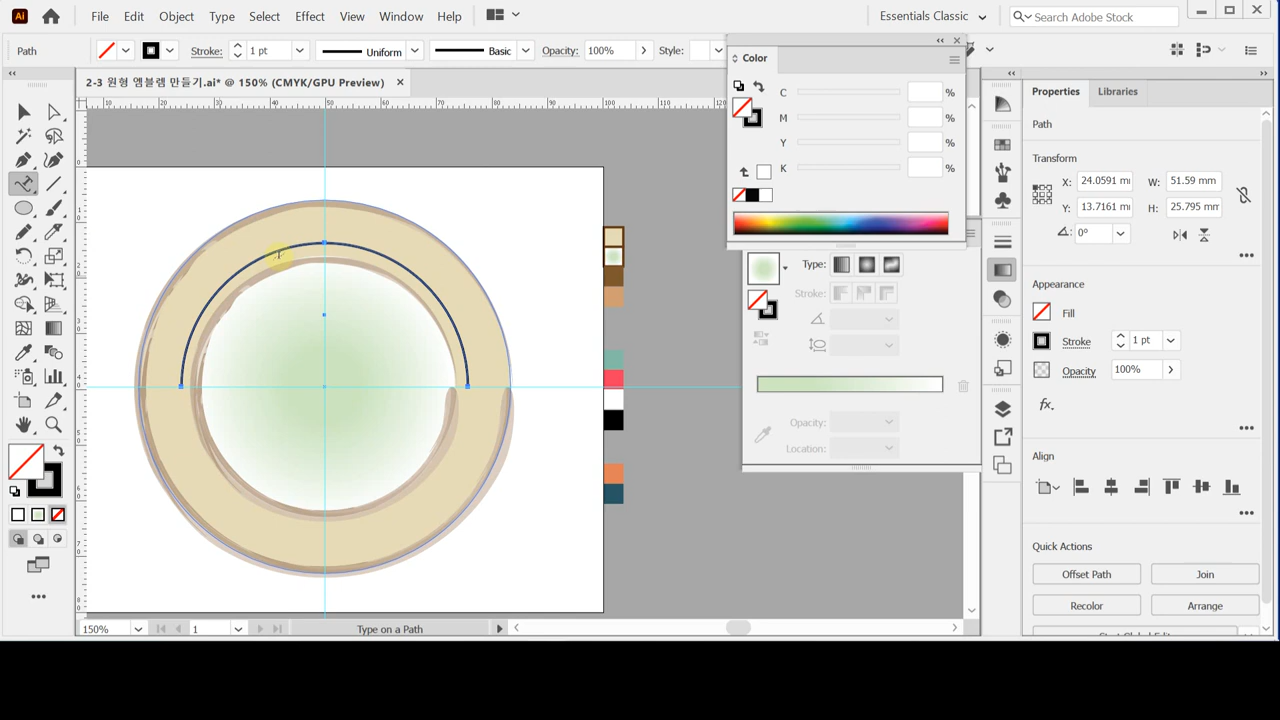 Ai File Edit Object Type Select Effect View Window Help Essentials Classic Search Adobe Stock
Path Stroke: 1 pt Uniform Basic Opacity: 100% Style:
2-3 원형 엠블렘 만들기.ai* @ 150% (CMYK/GPU Preview)
Color
C %
M %
Y %
K %
Type:
Stroke:
Opacity:
Location:
Properties Libraries
Path
Transform
X: 24.0591 mm W: 51.59 mm
Y: 13.7161 mm H: 25.795 mm
0°
Appearance
Fill
Stroke 1 pt
Opacity 100%
fx.
Align
Quick Actions
Offset Path Join
Recolor Arrange
150% 1 Type on a Path